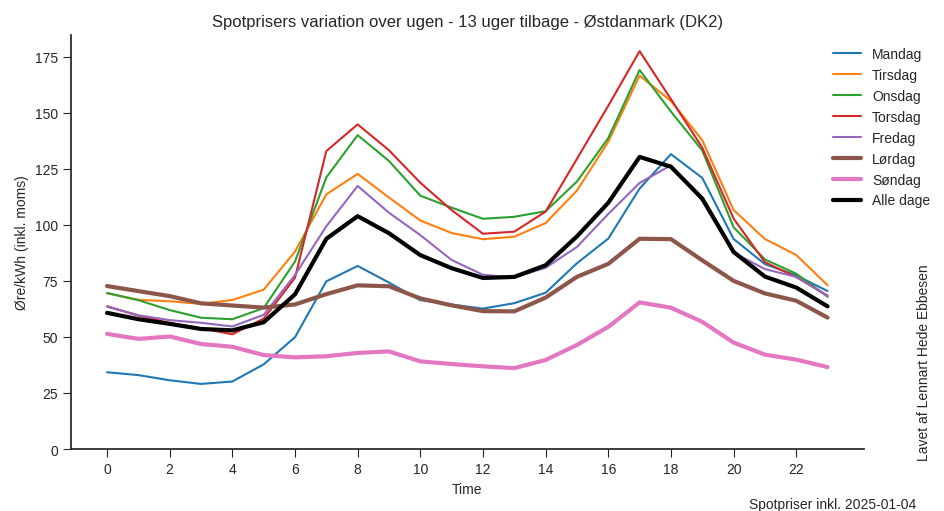 Spotprisers variation over ugen - 13 uger tilbage - Østdanmark (DK2)
Øre/kWh (inkl. moms)
175
150
125
100
75
50
25
0
0 2 4 6 8 10 12 14 16 18 20 22
Time
Mandag
Tirsdag
Onsdag
Torsdag
Fredag
Lørdag
Søndag
Alle dage
Lavet af Lennart Hede Ebbesen
Spotpriser inkl. 2025-01-04